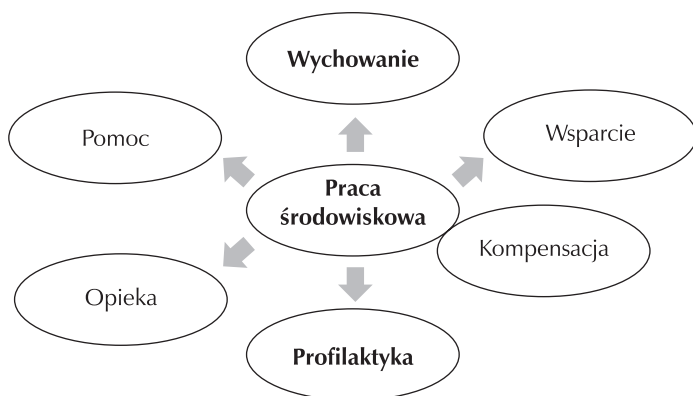 Wychowanie
Pomoc
Wsparcie
Praca
środowiskowa
Kompensacja
Opieka
Profilaktyka